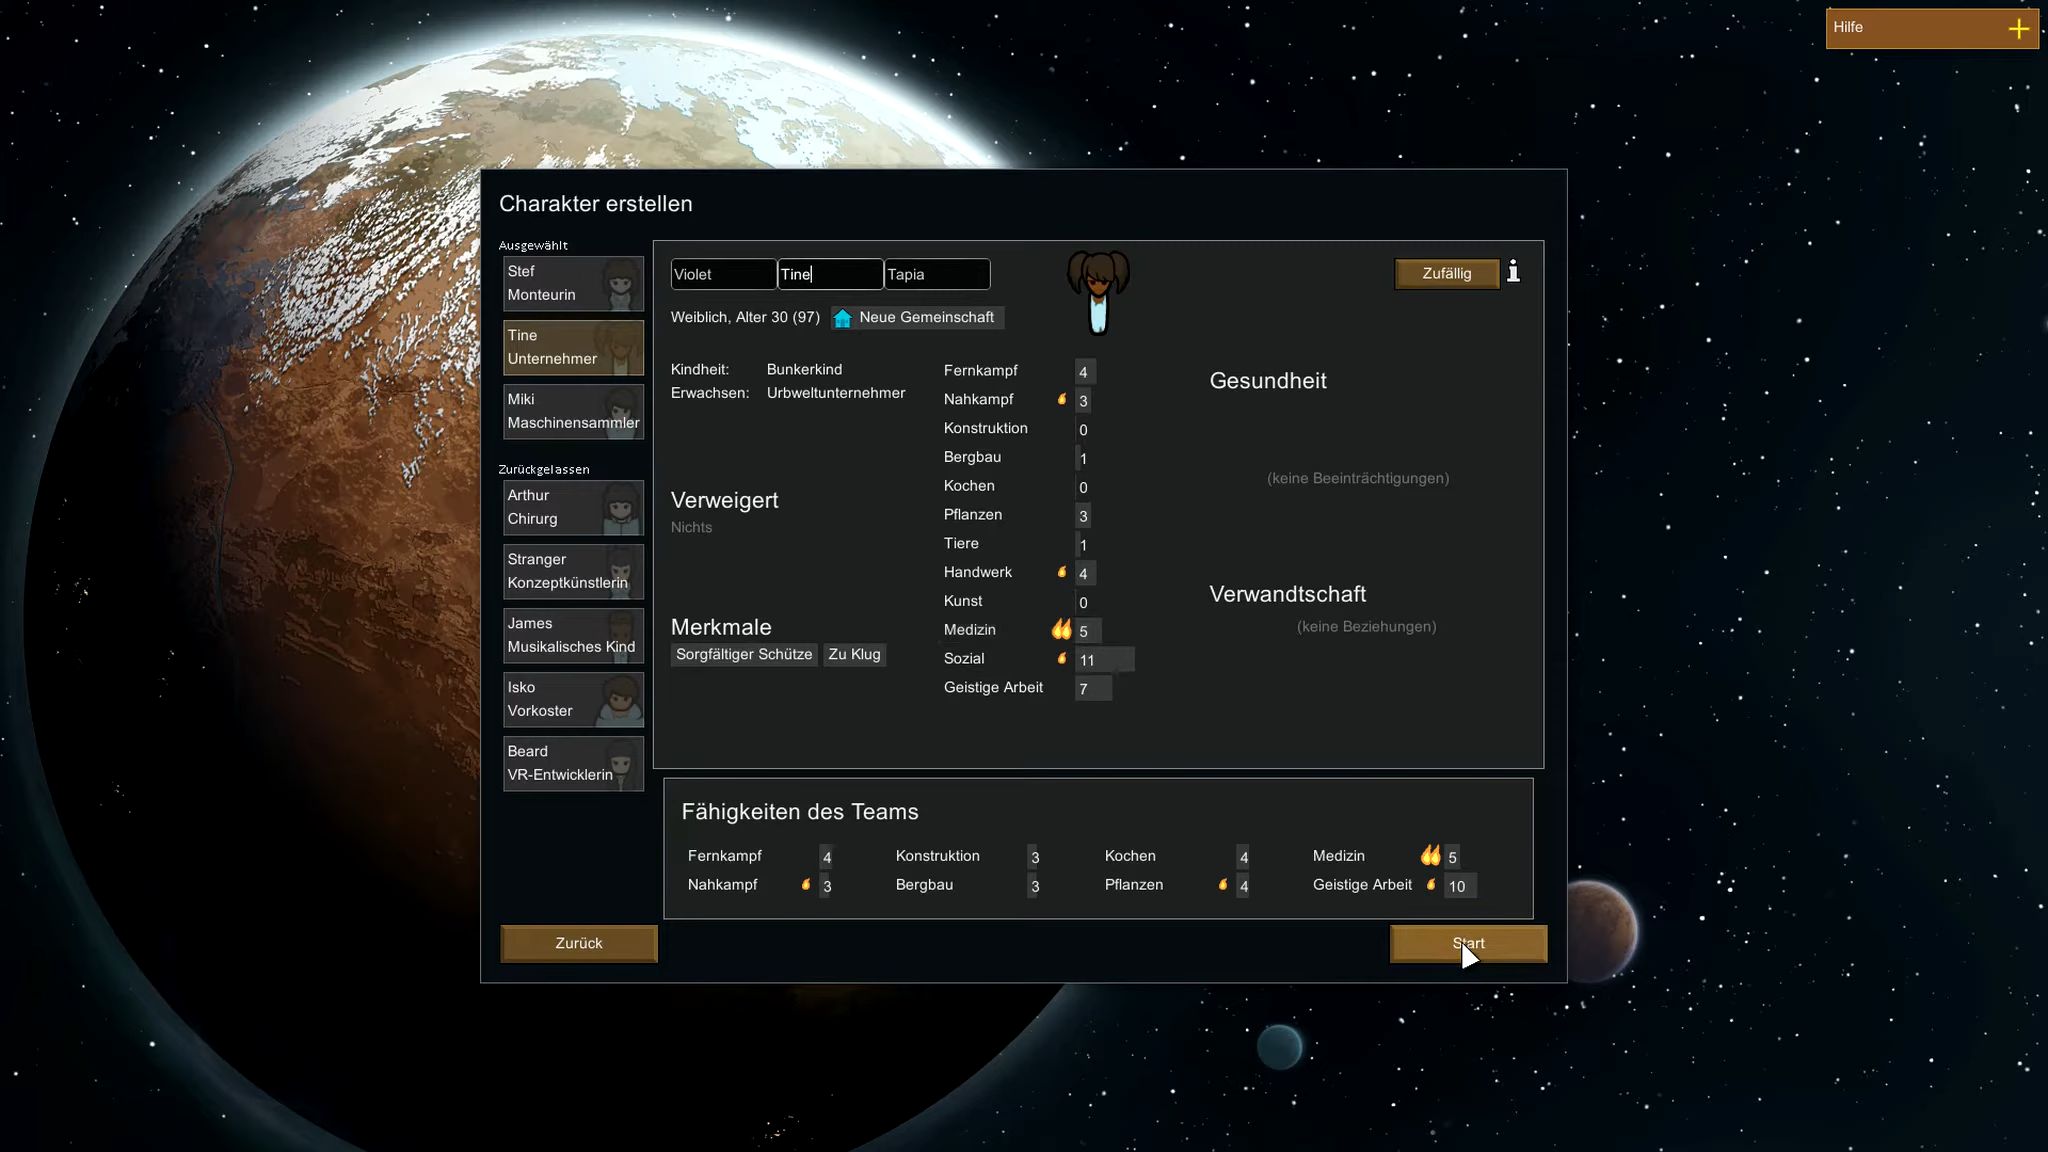 Hilfe
Charakter erstellen
Ausgewählt
Stef
Monteurin
Tine
Unternehmer
Miki
Maschinensammler
Zurückgelassen
Arthur
Chirurg
Stranger
Konzeptkünstlerin
James
Musikalisches Kind
Isko
Vorkoster
Beard
VR-Entwicklerin
Violet Tine Tapia
Zufällig
Weiblich, Alter 30 (97) Neue Gemeinschaft
Kindheit: Bunkerkind
Erwachsen: Urbweltunternehmer
Verweigert
Nichts
Merkmale
Sorgfältiger Schütze Zu Klug
Fernkampf 4
Nahkampf 3
Konstruktion 0
Bergbau 1
Kochen 0
Pflanzen 3
Tiere 1
Handwerk 4
Kunst 0
Medizin 5
Sozial 11
Geistige Arbeit 7
Gesundheit
(keine Beeinträchtigungen)
Verwandtschaft
(keine Beziehungen)
Fähigkeiten des Teams
Fernkampf 4 Konstruktion 3 Kochen 4 Medizin 5
Nahkampf 3 Bergbau 3 Pflanzen 4 Geistige Arbeit 10
Zurück
Start